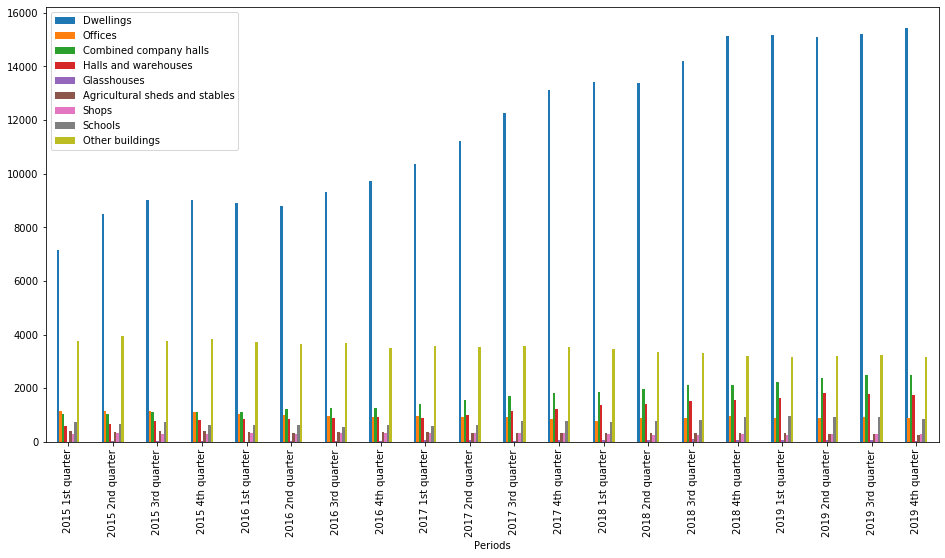 Dwellings
Offices
Combined company halls
Halls and warehouses
Glasshouses
Agricultural sheds and stables
Shops
Schools
Other buildings
16000
14000
12000
10000
8000
6000
4000
2000
0
2015 1st quarter
2015 2nd quarter
2015 3rd quarter
2015 4th quarter
2016 1st quarter
2016 2nd quarter
2016 3rd quarter
2016 4th quarter
2017 1st quarter
2017 2nd quarter
2017 3rd quarter
2017 4th quarter
2018 1st quarter
2018 2nd quarter
2018 3rd quarter
2018 4th quarter
2019 1st quarter
2019 2nd quarter
2019 3rd quarter
2019 4th quarter
Periods